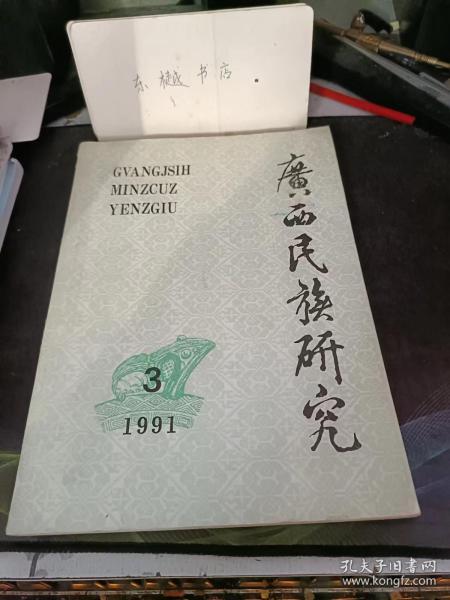 东樾书店
GVANGJSIH
MINZCUZ
YENZGIU
廣西民族研究
3
1991
孔夫子旧书网
www.kongfz.com